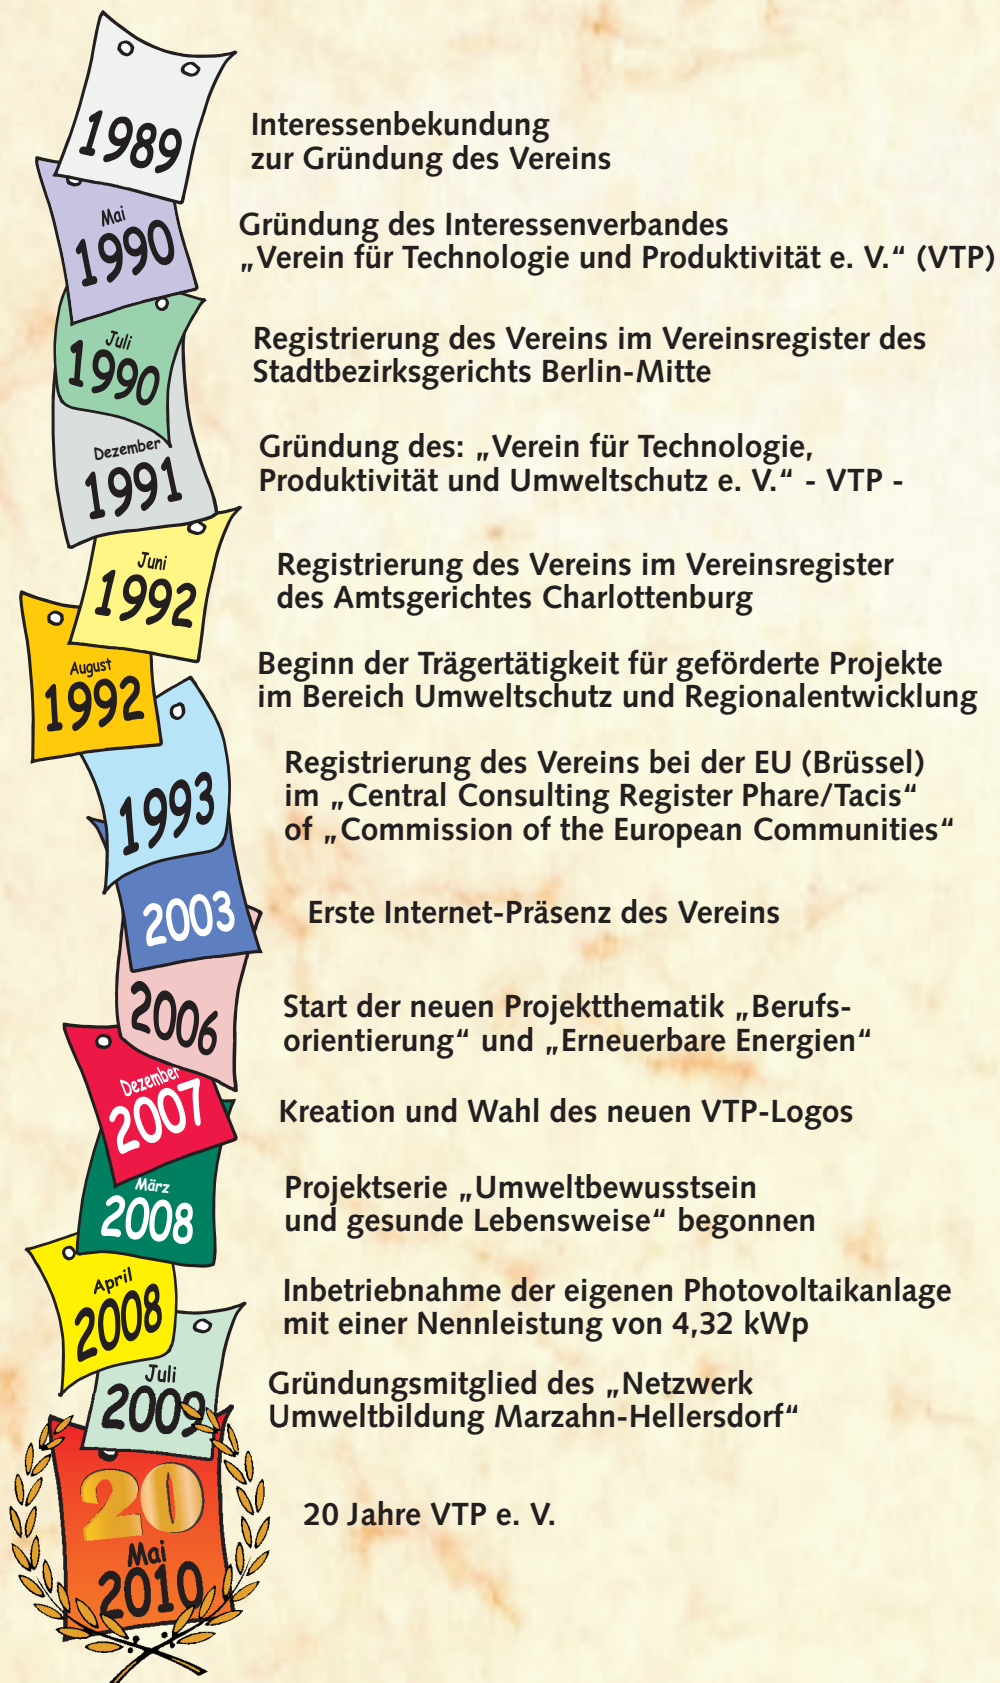 1989
Interessenbekundung
zur Gründung des Vereins
Mai
1990
Gründung des Interessenverbandes
„Verein für Technologie und Produktivität e. V.“ (VTP)
Juli
1990
Registrierung des Vereins im Vereinsregister des
Stadtbezirksgerichts Berlin-Mitte
Dezember
1991
Gründung des: „Verein für Technologie,
Produktivität und Umweltschutz e. V.“ - VTP -
Juni
1992
Registrierung des Vereins im Vereinsregister
des Amtsgerichtes Charlottenburg
August
1992
Beginn der Trägertätigkeit für geförderte Projekte
im Bereich Umweltschutz und Regionalentwicklung
1993
Registrierung des Vereins bei der EU (Brüssel)
im „Central Consulting Register Phare/Tacis“
of „Commission of the European Communities“
2003
Erste Internet-Präsenz des Vereins
2006
Start der neuen Projektthematik „Berufs-
orientierung“ und „Erneuerbare Energien“
Dezember
2007
Kreation und Wahl des neuen VTP-Logos
März
2008
Projektserie „Umweltbewusstsein
und gesunde Lebensweise“ begonnen
April
2008
Inbetriebnahme der eigenen Photovoltaikanlage
mit einer Nennleistung von 4,32 kWp
Juli
2009
Gründungsmitglied des „Netzwerk
Umweltbildung Marzahn-Hellersdorf“
20
Mai
2010
20 Jahre VTP e. V.